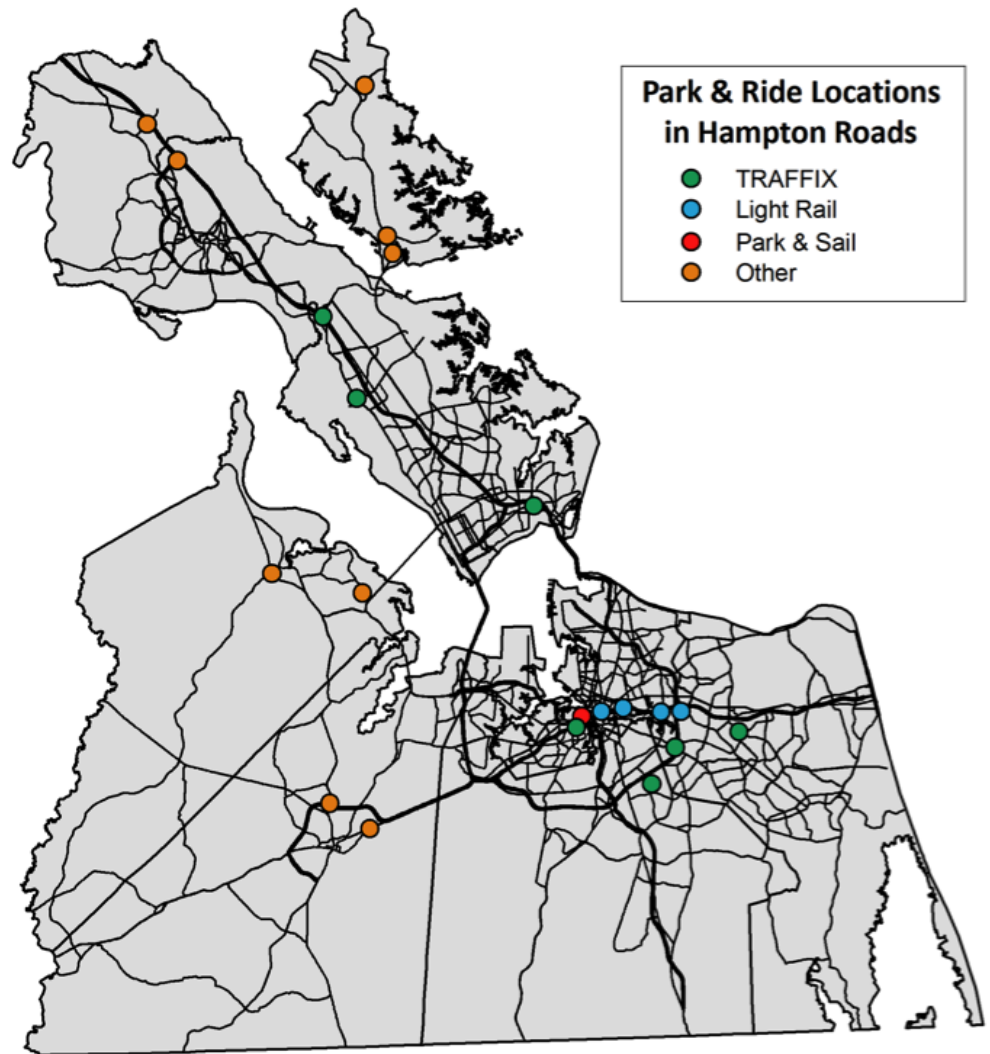 Park & Ride Locations
in Hampton Roads
TRAFFIX
Light Rail
Park & Sail
Other